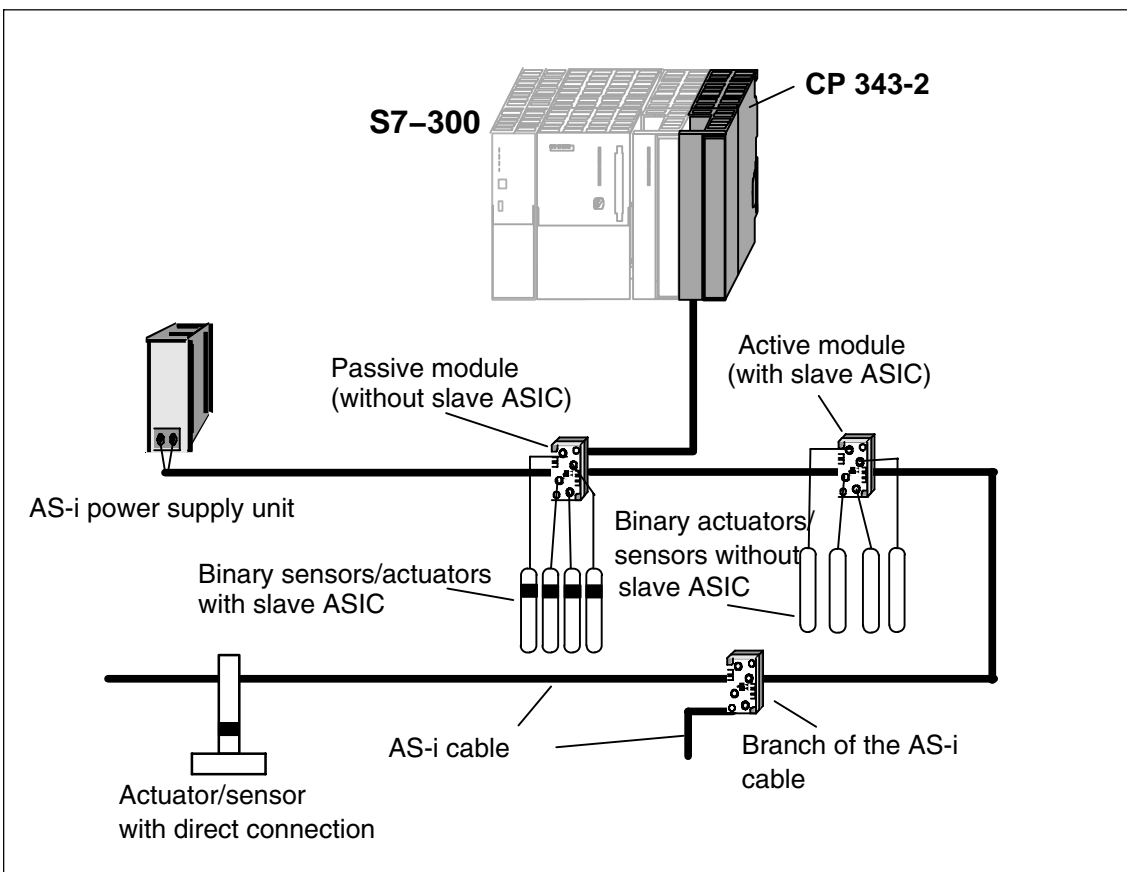 CP 343-2
S7–300
Passive module
(without slave ASIC)
Active module
(with slave ASIC)
AS-i power supply unit
Binary sensors/actuators
with slave ASIC
Binary actuators/
sensors without
slave ASIC
AS-i cable
Branch of the AS-i
cable
Actuator/sensor
with direct connection